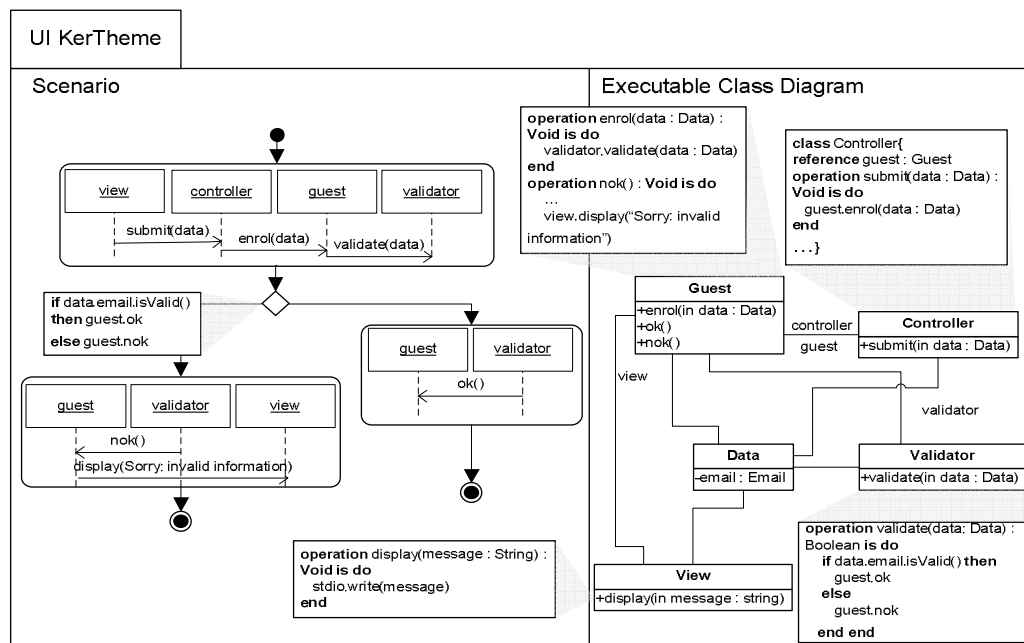 UI KerTheme
Scenario
view
controller
guest
validator
submit(data)
enrol(data)
validate(data)
if data.email.isValid()
then guest.ok
else guest.nok
guest
validator
ok()
guest
validator
view
nok()
display(Sorry: invalid information)
Executable Class Diagram
operation enrol(data : Data) :
Void is do
validator.validate(data : Data)
end
operation nok() : Void is do
...
view.display(“Sorry: invalid
information”)
class Controller{
reference guest : Guest
operation submit(data : Data) :
Void is do
guest.enrol(data : Data)
end
...}
Guest
+enrol(in data : Data)
+ok()
+nok()
controller
guest
Controller
+submit(in data : Data)
view
validator
Data
-email : Email
Validator
+validate(in data : Data)
operation display(message : String) :
Void is do
stdio.write(message)
end
View
+display(in message : string)
operation validate(data: Data) :
Boolean is do
if data.email.isValid() then
guest.ok
else
guest.nok
end end